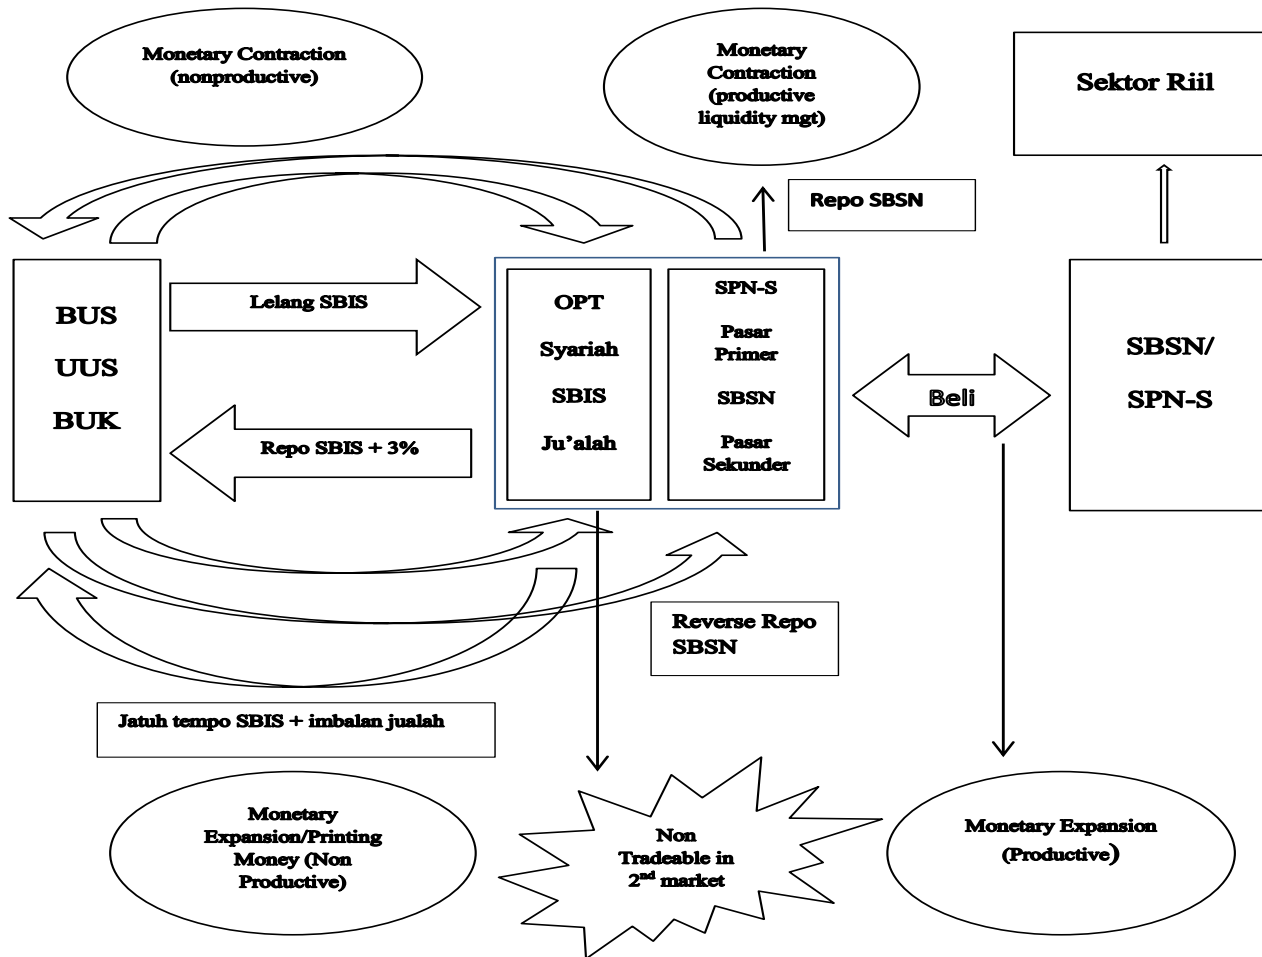 Monetary Contraction
(nonproductive)
Monetary
Contraction
(productive
liquidity mgt)
Sektor Riil
Repo SBSN
BUS
UUS
BUK
Lelang SBIS
Repo SBIS + 3%
OPT
Syariah
SBIS
Ju’alah
SPN-S
Pasar
Primer
SBSN
Pasar
Sekunder
Beli
SBSN/
SPN-S
Reverse Repo
SBSN
Jatuh tempo SBIS + imbalan jualah
Monetary
Expansion/Printing
Money (Non
Productive)
Non
Tradeable in
2nd market
Monetary Expansion
(Productive)